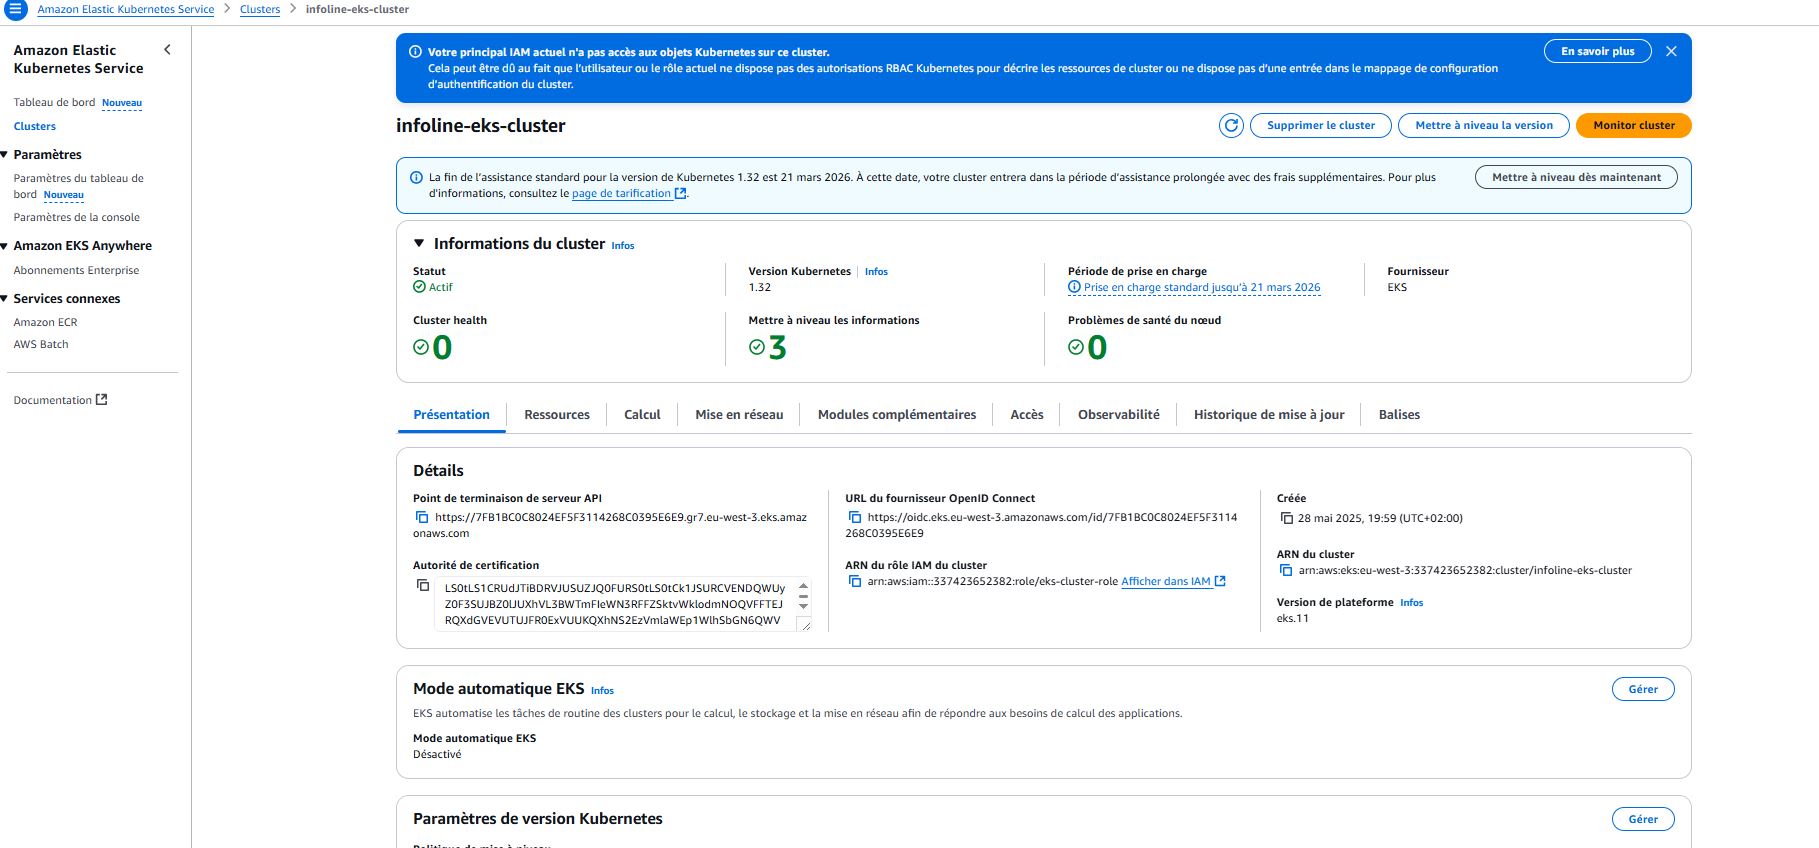 Amazon Elastic Kubernetes Service > Clusters > infoline-eks-cluster
Amazon Elastic
Kubernetes Service
Tableau de bord Nouveau
Clusters
Paramètres
Paramètres du tableau de
bord Nouveau
Paramètres de la console
Amazon EKS Anywhere
Abonnements Enterprise
Services connexes
Amazon ECR
AWS Batch
Documentation
Votre principal IAM actuel n'a pas accès aux objets Kubernetes sur ce cluster.
Cela peut être dû au fait que l'utilisateur ou le rôle actuel ne dispose pas des autorisations RBAC Kubernetes pour décrire les ressources de cluster ou ne dispose pas d'une entrée dans le mappage de configuration
d'authentification du cluster.
En savoir plus
infoline-eks-cluster
Supprimer le cluster
Mettre à niveau la version
Monitor cluster
La fin de l'assistance standard pour la version de Kubernetes 1.32 est 21 mars 2026. À cette date, votre cluster entrera dans la période d'assistance prolongée avec des frais supplémentaires. Pour plus
d'informations, consultez le page de tarification.
Mettre à niveau dès maintenant
Informations du cluster Infos
Statut
Actif
Version Kubernetes Infos
1.32
Période de prise en charge
Prise en charge standard jusqu'à 21 mars 2026
Fournisseur
EKS
Cluster health
0
Mettre à niveau les informations
3
Problèmes de santé du nœud
0
Présentation
Ressources
Calcul
Mise en réseau
Modules complémentaires
Accès
Observabilité
Historique de mise à jour
Balises
Détails
Point de terminaison de serveur API
https://7FB1BC0C8024EF5F3114268C0395E6E9.gr7.eu-west-3.eks.amaz
onaws.com
Autorité de certification
URL du fournisseur OpenID Connect
https://oidc.eks.eu-west-3.amazonaws.com/id/7FB1BC0C8024EF5F3114
268C0395E6E9
ARN du rôle IAM du cluster
arn:aws:iam::337423652382:role/eks-cluster-role Afficher dans IAM
Créée
28 mai 2025, 19:59 (UTC+02:00)
ARN du cluster
arn:aws:eks:eu-west-3:337423652382:cluster/infoline-eks-cluster
Version de plateforme Infos
eks.11
Mode automatique EKS Infos
Gérer
EKS automatise les tâches de routine des clusters pour le calcul, le stockage et la mise en réseau afin de répondre aux besoins de calcul des applications.
Mode automatique EKS
Désactivé
Paramètres de version Kubernetes
Gérer